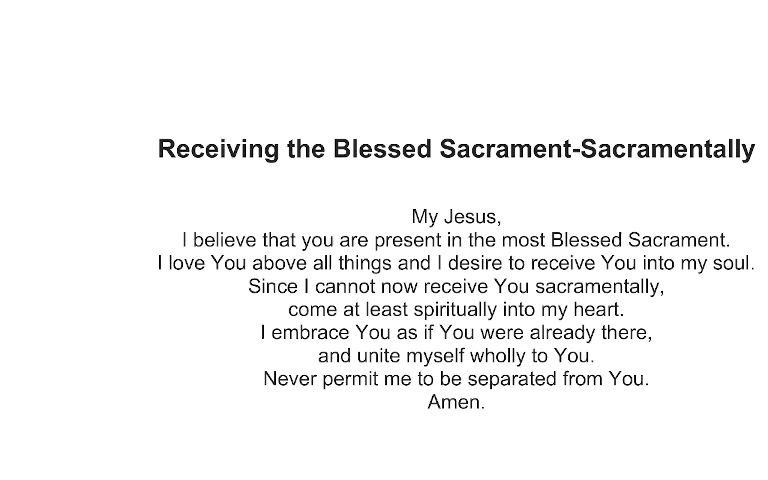 Receiving the Blessed Sacrament-Sacramentally
My Jesus,
I believe that you are present in the most Blessed Sacrament.
I love You above all things and I desire to receive You into my soul.
Since I cannot now receive You sacramentally,
come at least spiritually into my heart.
I embrace You as if You were already there,
and unite myself wholly to You.
Never permit me to be separated from You.
Amen.